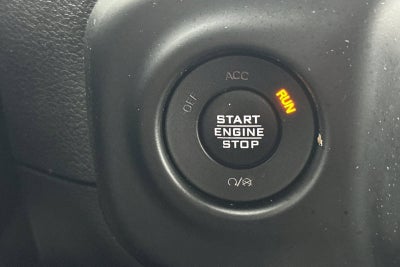 ACC
OFF
RUN
START
ENGINE
STOP